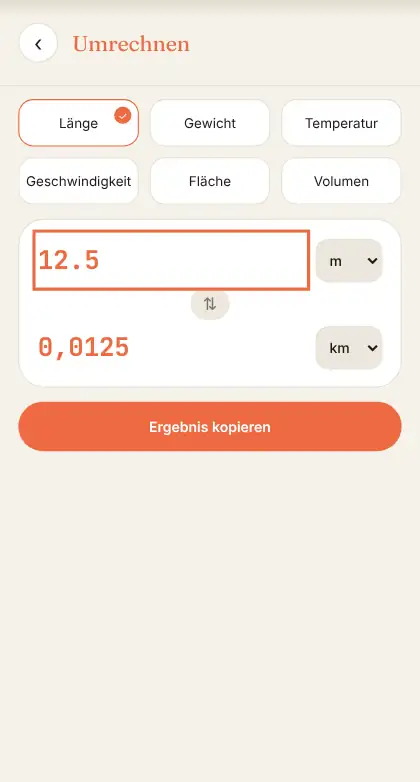 Umrechnen
Länge
Gewicht
Temperatur
Geschwindigkeit
Fläche
Volumen
12.5
m
0,0125
km
Ergebnis kopieren